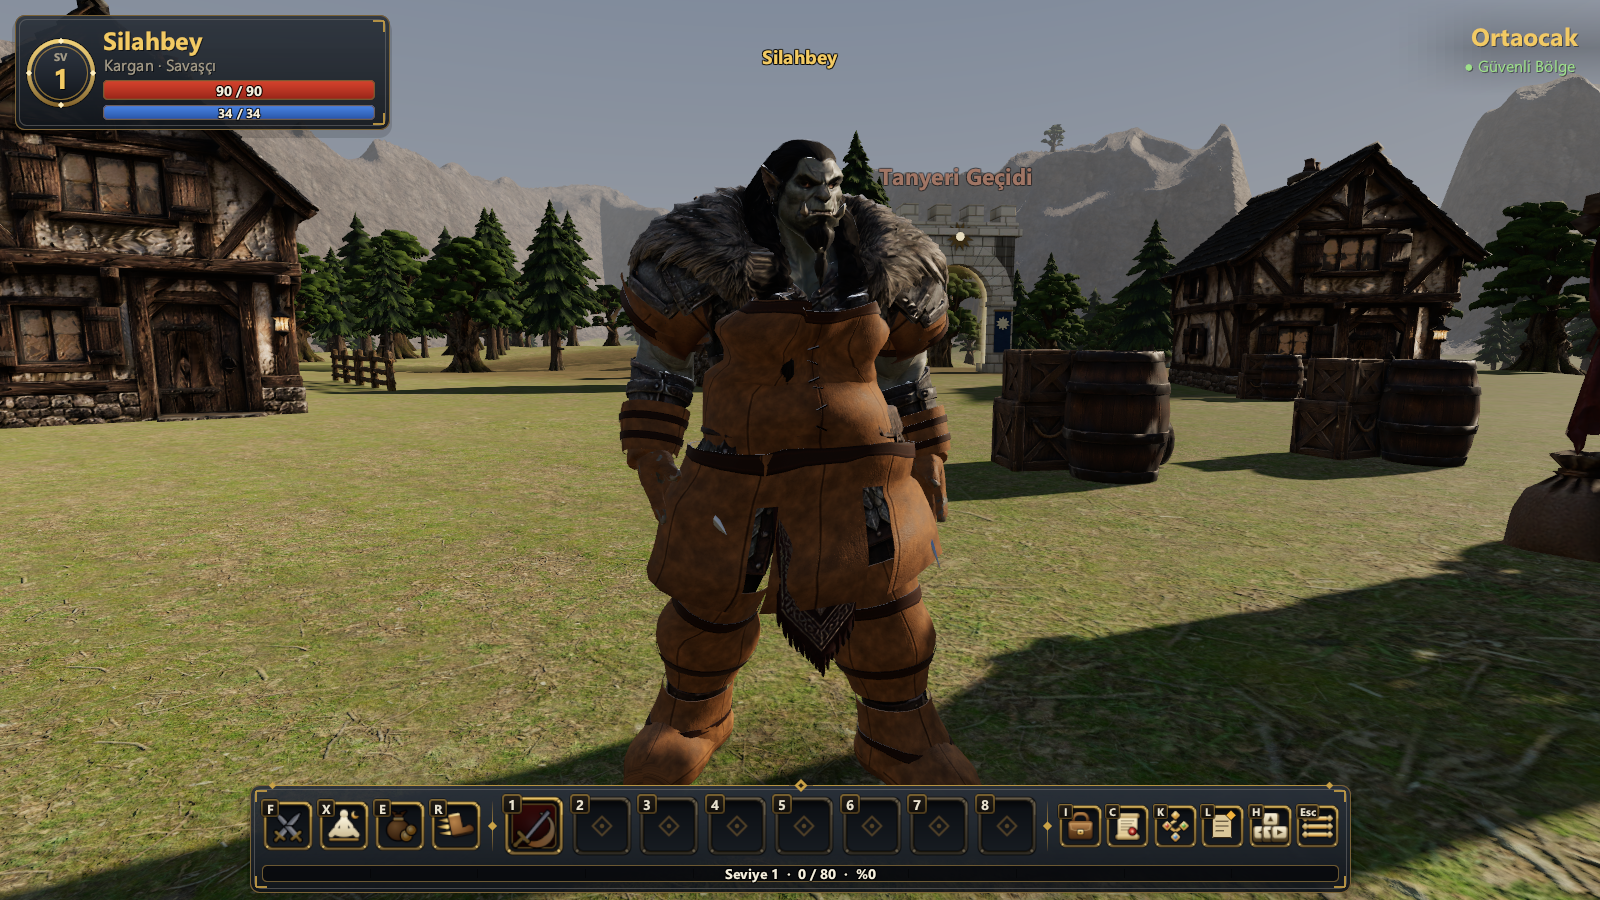 SV
1
Silahbey
Kargan · Savaşçı
90 / 90
34 / 34
Silahbey
Ortaocak
Güvenli Bölge
Tanyeri Geçidi
F
X
E
R
1
2
3
4
5
6
7
8
I
C
K
L
H
Esc
Seviye 1 · 0 / 80 · %0